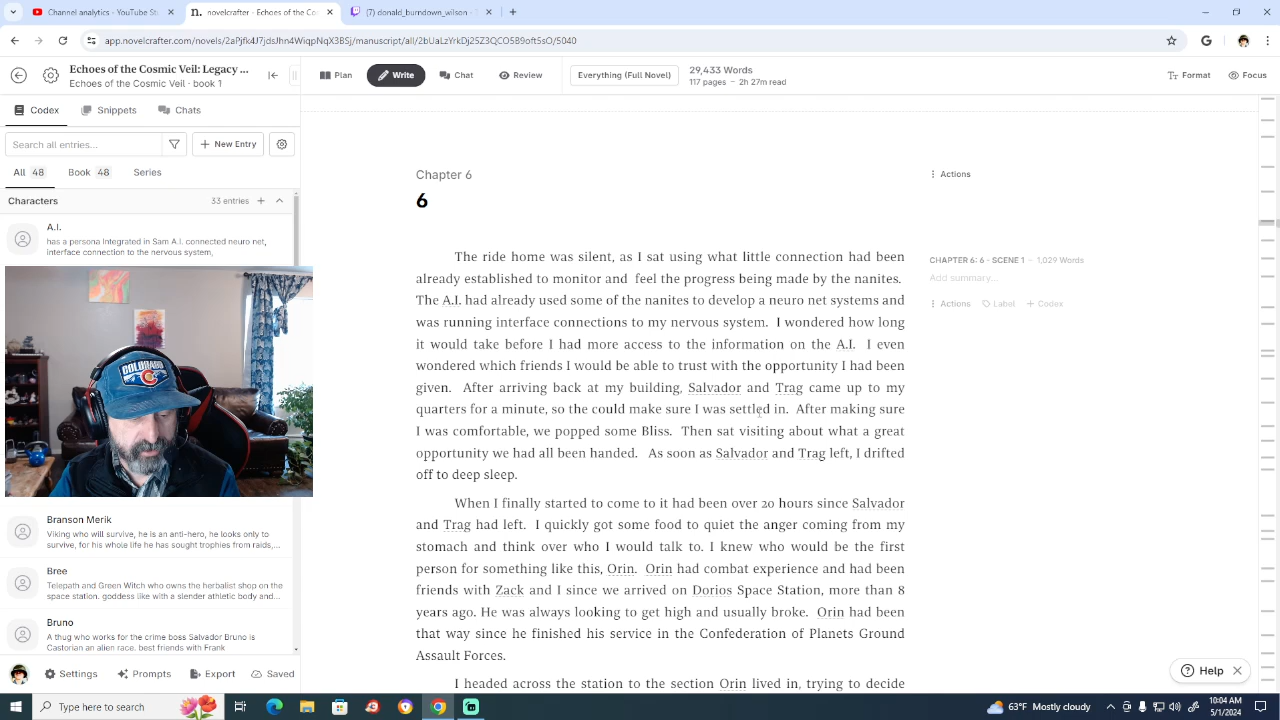 Claimed Salvador Ruin
n. novelcrafter - Echoes of the Co
[D] Twitch
app.novelcrafter.com
Echoes of the Cosmic Veil: Legacy ...
Echoes of the Cosmic Veil: Legacy · book 1
Plan
Write
Chat
Review
Everything (Full Novel)
29,433 Words
117 pages ~ 2h 27m read
Format
Focus
Codex
Snippets
Chats
Search all entries...
+ New Entry
All 48
Book 48
Series
Characters
33 entries
A.I.
has a persona Integrated in Sam A.I. connected neuro net,
interface connections to the nervous system,
COLORADO
Branson Merik
Viking who will survive, he is an anti-hero, he looks only to
survive, for his whole life he has sought trophies from raids,...
Bree
Telepath and Green Witch who owns the herbalist shop on the
space station. goddess like with a slender athletic body and...
Bruno
A thug who works for the crime boss Salvador Bruno is
Castorian an alien race. best friends with Frank
Settings
Prompts
Export
Saved
Chapter 6
6
The ride home was silent, as I sat using what little connection had been
already established to monitor and feel the progress being made by the nanites.
The A.I. had already used some of the nanites to develop a neuro net systems and
was running interface connections to my nervous system. I wondered how long
it would take before I had more access to the information on the A.I. I even
wondered which friends I would be able to trust with the opportunity I had been
given. After arriving back at my building, Salvador and Trag came up to my
quarters for a minute, so the could make sure I was settled in. After making sure
I was comfortable, we popped some Bliss. Then sat visiting about what a great
opportunity we had all been handed. As soon as Salvador and Trag left, I drifted
off to deep sleep.
When I finally started to come to it had been over 20 hours since Salvador
and Trag had left. I quickly got some food to quiet the anger coming from my
stomach and think over who I would talk to. I knew who would be the first
person for something like this, Orin. Orin had combat experience and had been
friends with Zack and I since we arrived on Dorios Space Station, more than 8
years ago. He was always looking to get high and usually broke. Orin had been
that way since he finished his service in the Confederation of Planets Ground
Assault Forces.
I headed across the station to the section Orin lived in, trying to decide
Actions
CHAPTER 6: 6 - SCENE 1 ~ 1,029 Words
Add summary...
Actions
Label
+ Codex
Help
63°F Mostly cloudy
10:04 AM
5/1/2024